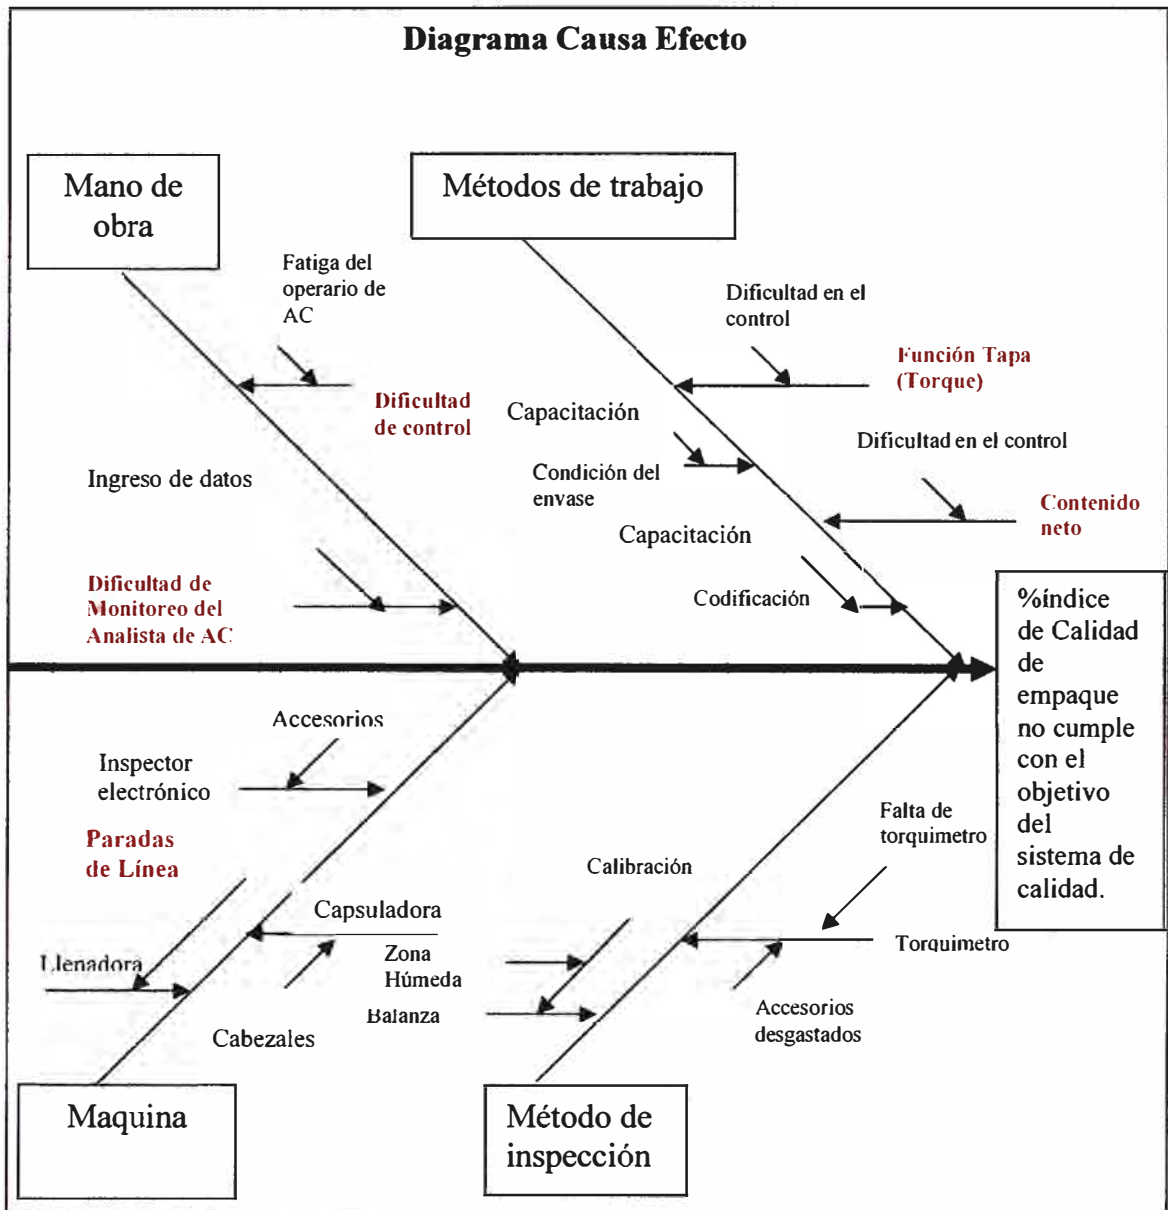 Diagrama Causa Efecto
Mano de
obra
Métodos de trabajo
Fatiga del
operario de
AC
Dificultad en el
control
Función Tapa
(Torque)
Dificultad
de control
Capacitación
Dificultad en el control
Ingreso de datos
Condición del
envase
Contenido
neto
Capacitación
Dificultad de
Monitoreo del
Analista de AC
Codificación
%índice
de Calidad
de
empaque
no cumple
con el
objetivo
del
sistema de
calidad.
Accesorios
Inspector
electrónico
Paradas
de Línea
Falta de
torquimetro
Calibración
Capsuladora
Torquimetro
Zona
Húmeda
Llenadora
Balanza
Cabezales
Accesorios
desgastados
Maquina
Método de
inspección